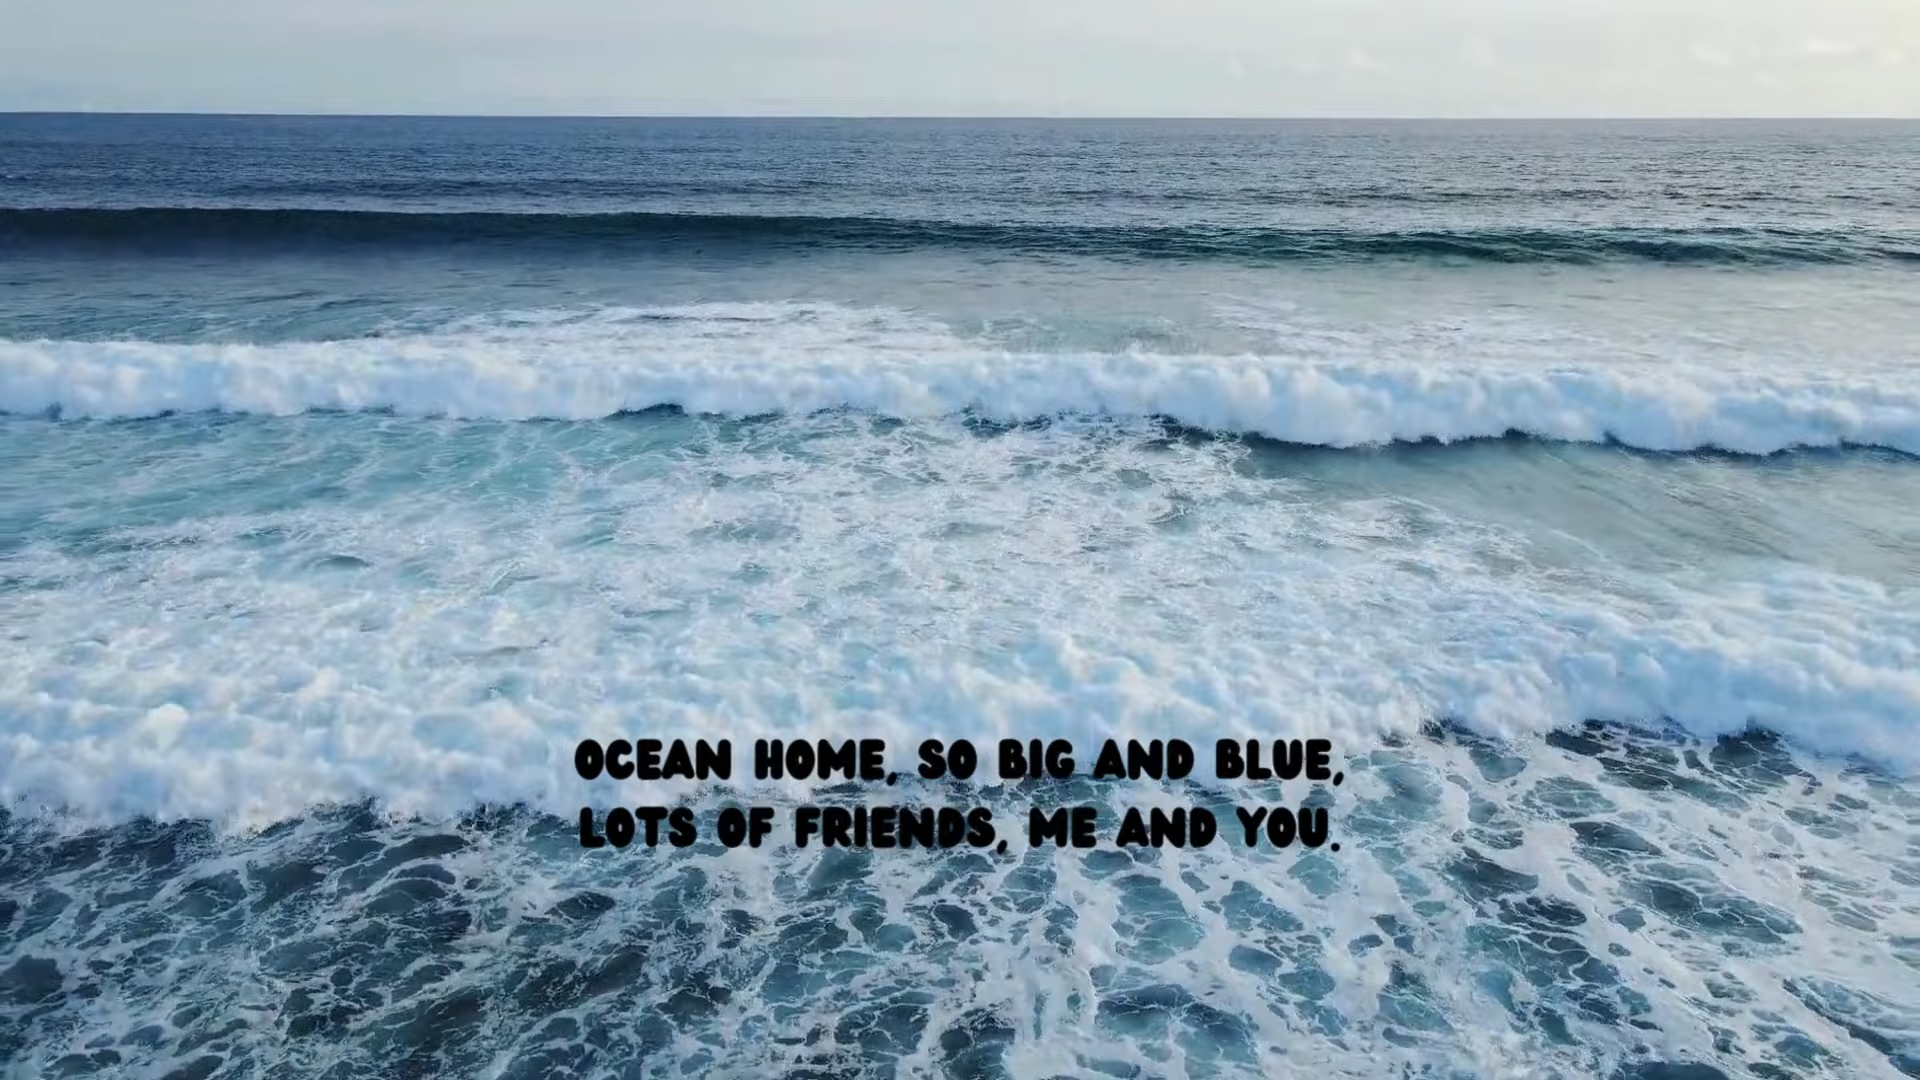 OCEAN HOME, SO BIG AND BLUE,
LOTS OF FRIENDS, ME AND YOU.